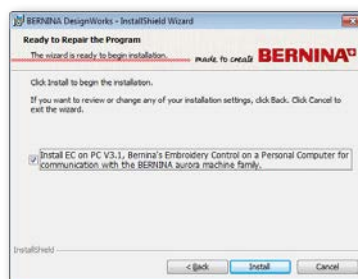 BERNINA DesignWorks - InstallShield Wizard
Ready to Repair the Program
The wizard is ready to begin installation.
made to create BERNINA
Click Install to begin the installation.
If you want to review or change any of your installation settings, click Back. Click Cancel to
exit the wizard.
Install EC on PC V3.1, Bernina's Embroidery Control on a Personal Computer for
communication with the BERNINA aurora machine family.
InstallShield
< Back Install Cancel